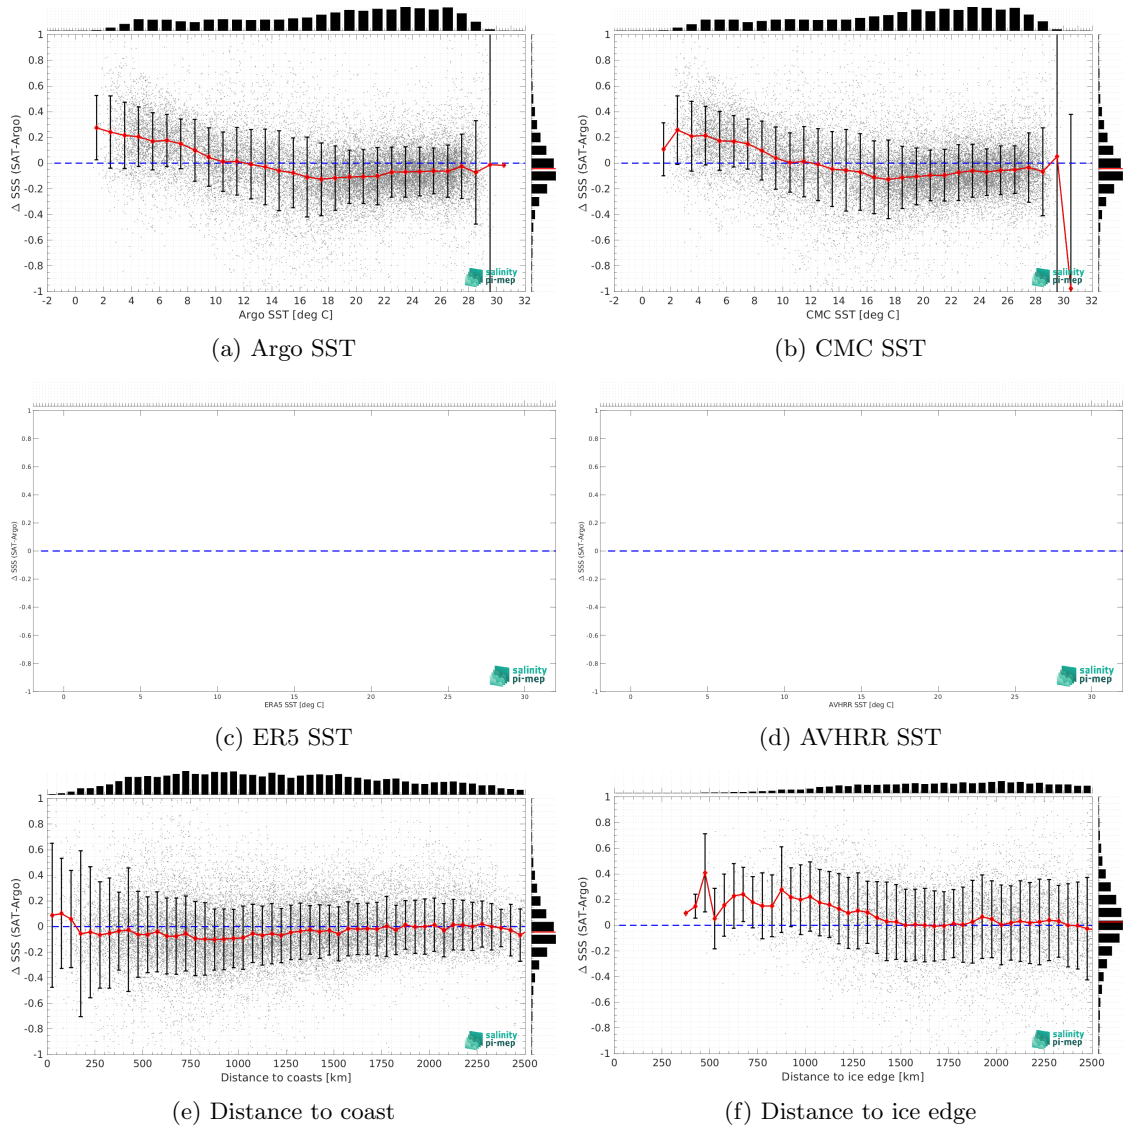 1
0.8
0.6
0.4
0.2
0
-0.2
-0.4
-0.6
-0.8
-1
Δ SSS (SAT-Argo)
-2 0 2 4 6 8 10 12 14 16 18 20 22 24 26 28 30 32
Argo SST [deg C]
salinity
pi-mep
(a) Argo SST
1
0.8
0.6
0.4
0.2
0
-0.2
-0.4
-0.6
-0.8
-1
Δ SSS (SAT-Argo)
-2 0 2 4 6 8 10 12 14 16 18 20 22 24 26 28 30 32
CMC SST [deg C]
salinity
pi-mep
(b) CMC SST
1
0.8
0.6
0.4
0.2
0
-0.2
-0.4
-0.6
-0.8
-1
Δ SSS (SAT-Argo)
0 5 10 15 20 25 30
ERA5 SST [deg C]
salinity
pi-mep
(c) ER5 SST
1
0.8
0.6
0.4
0.2
0
-0.2
-0.4
-0.6
-0.8
-1
Δ SSS (SAT-Argo)
0 5 10 15 20 25 30
AVHRR SST [deg C]
salinity
pi-mep
(d) AVHRR SST
1
0.8
0.6
0.4
0.2
0
-0.2
-0.4
-0.6
-0.8
-1
Δ SSS (SAT-Argo)
0 250 500 750 1000 1250 1500 1750 2000 2250 2500
Distance to coasts [km]
salinity
pi-mep
(e) Distance to coast
1
0.8
0.6
0.4
0.2
0
-0.2
-0.4
-0.6
-0.8
-1
Δ SSS (SAT-Argo)
0 500 750 1000 1250 1500 1750 2000 2250 2500
Distance to ice edge [km]
salinity
pi-mep
(f) Distance to ice edge